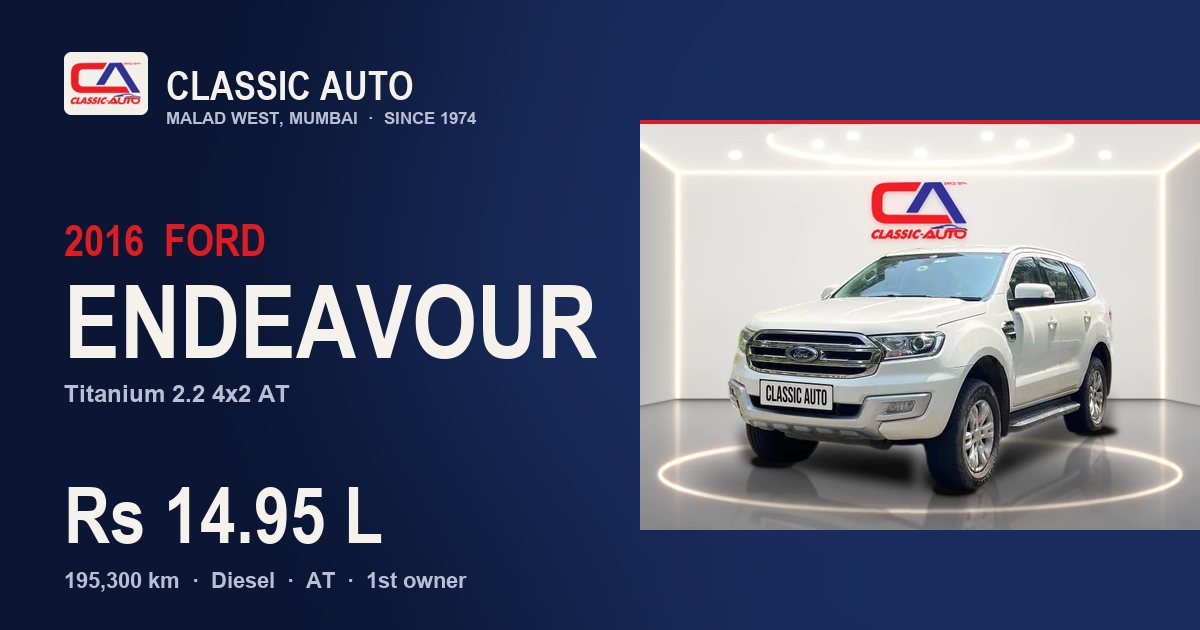 CLASSIC-AUTO
CLASSIC AUTO
MALAD WEST, MUMBAI · SINCE 1974
2016 FORD
ENDEAVOUR
Titanium 2.2 4x2 AT
Rs 14.95 L
195,300 km · Diesel · AT · 1st owner
CA
CLASSIC-AUTO
Ford
CLASSIC AUTO